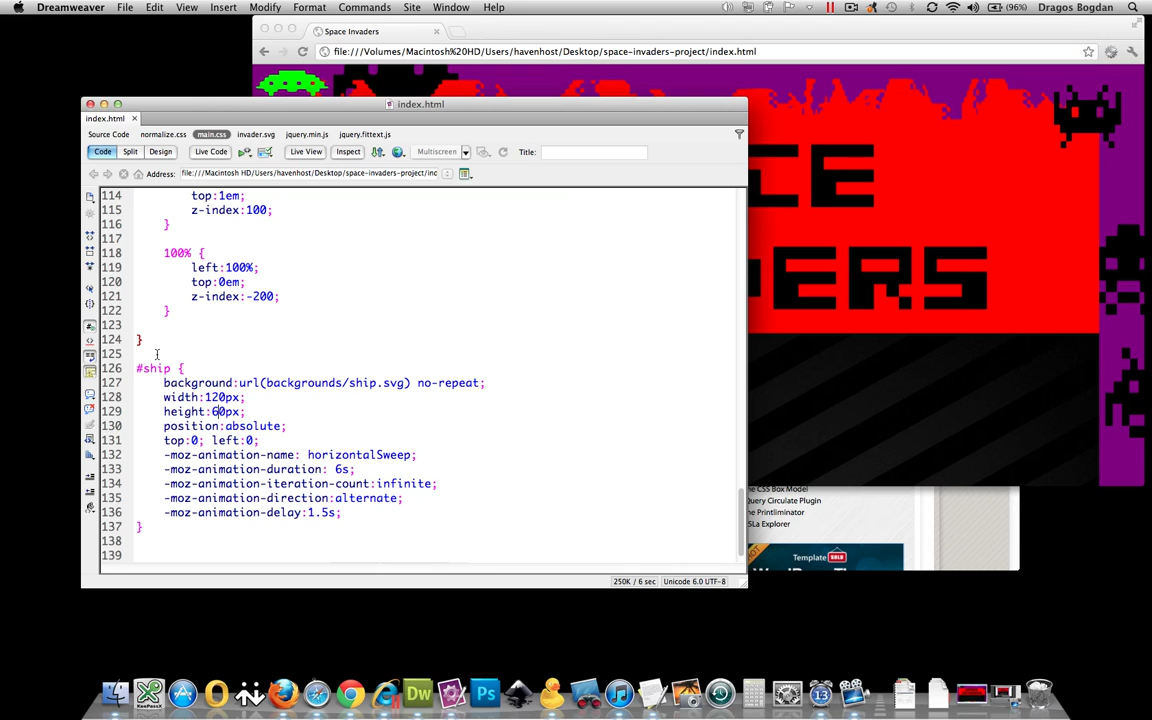 Dreamweaver File Edit View Insert Modify Format Commands Site Window Help (96%) Dragos Bogdan
Space Invaders
file:///Volumes/Macintosh%20HD/Users/havenhost/Desktop/space-invaders-project/index.html
index.html
index.html
Source Code normalize.css main.css invader.svg jquery.min.js jquery.fittext.js
Code Split Design Live Code Live View Inspect Multiscreen Title:
Address: file:///Macintosh HD/Users/havenhost/Desktop/space-invaders-project/inc
CE
DERS
114 top:1em;
115 z-index:100;
116 }
117
118 100% {
119 left:100%;
120 top:0em;
121 z-index:-200;
122 }
123
124 }
125
126 #ship {
127 background:url(backgrounds/ship.svg) no-repeat;
128 width:120px;
129 height:60px;
130 position:absolute;
131 top:0; left:0;
132 -moz-animation-name: horizontalSweep;
133 -moz-animation-duration: 6s;
134 -moz-animation-iteration-count:infinite;
135 -moz-animation-direction:alternate;
136 -moz-animation-delay:1.5s;
137 }
138
139
250K / 6 sec Unicode 6.0 UTF-8
he CSS Box Model
Query Circulate Plugin
he Printliminator
SLa Explorer
Template SOLD
Dw Ps 13